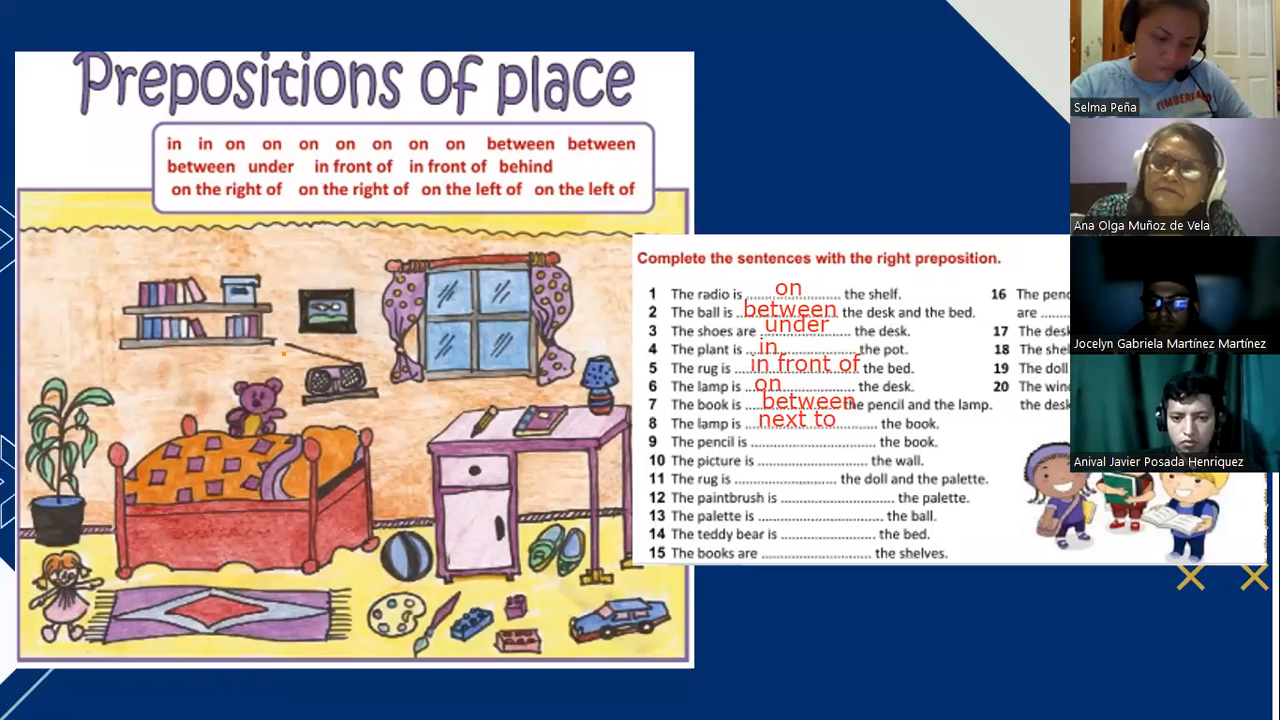 Prepositions of place
in in on on on on on on on between between
between under in front of in front of behind
on the right of on the right of on the left of on the left of
Complete the sentences with the right preposition.
1 The radio is ........ on ........ the shelf.
2 The ball is ........ between ........ the desk and the bed.
3 The shoes are ........ under ........ the desk.
4 The plant is ........ in ........ the pot.
5 The rug is ........ in front of ........ the bed.
6 The lamp is ........ on ........ the desk.
7 The book is ........ between ........ the pencil and the lamp.
8 The lamp is ........ next to ........ the book.
9 The pencil is ................ the book.
10 The picture is ................ the wall.
11 The rug is ................ the doll and the palette.
12 The paintbrush is ................ the palette.
13 The palette is ................ the ball.
14 The teddy bear is ................ the bed.
15 The books are ................ the shelves.
16 The
are ........
17 The
18 The
19 The doll
20 The
the
Selma Peña
TIMBERLAND
Ana Olga Muñoz de Vela
Jocelyn Gabriela Martínez Martínez
Anival Javier Posada Henriquez